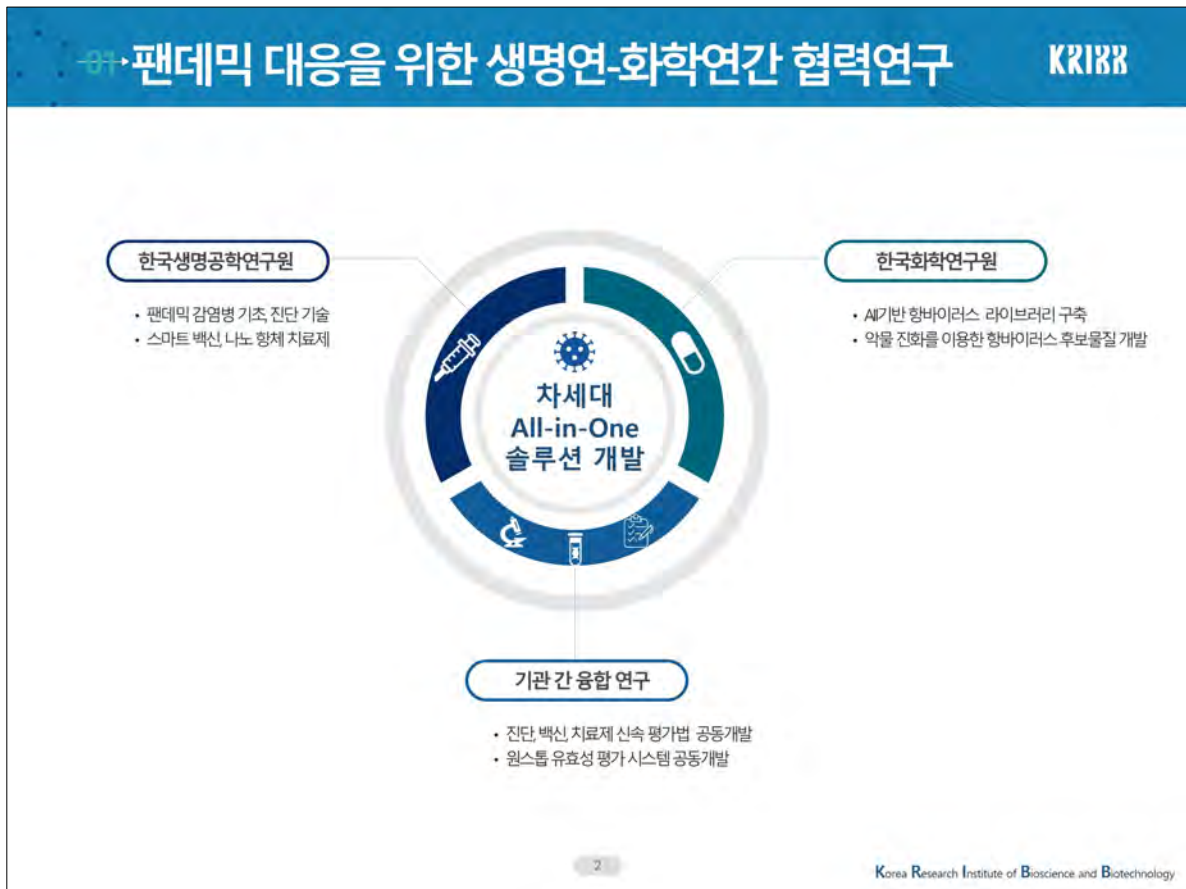 01 팬데믹 대응을 위한 생명연-화학연간 협력연구
KRIBB
한국생명공학연구원
• 팬데믹 감염병 기초, 진단 기술
• 스마트 백신, 나노 항체 치료제
한국화학연구원
• AI기반 항바이러스 라이브러리 구축
• 약물 진화를 이용한 항바이러스 후보물질 개발
차세대
All-in-One
솔루션 개발
기관 간 융합 연구
• 진단, 백신, 치료제 신속 평가법 공동개발
• 원스톱 유효성 평가 시스템 공동개발
2
Korea Research Institute of Bioscience and Biotechnology